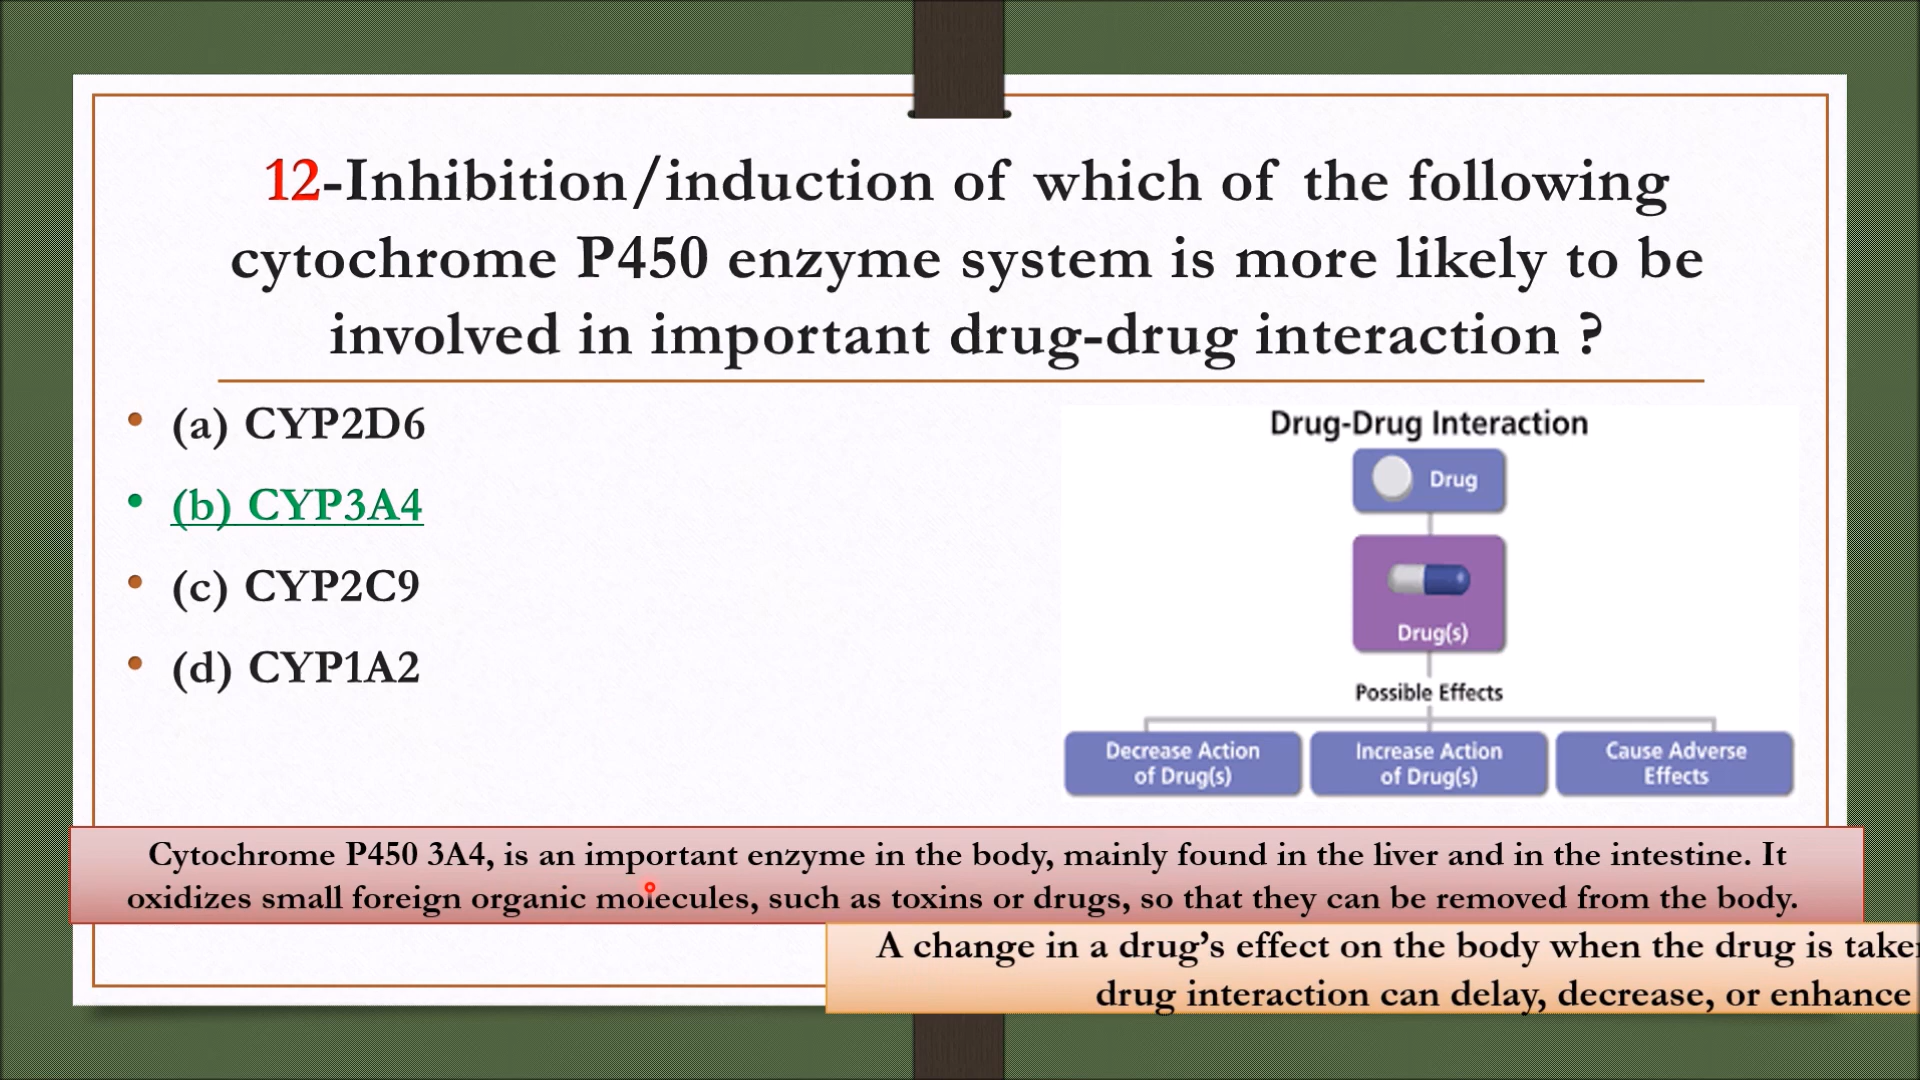 12-Inhibition/induction of which of the following
cytochrome P450 enzyme system is more likely to be
involved in important drug-drug interaction ?
• (a) CYP2D6
• (b) CYP3A4
• (c) CYP2C9
• (d) CYP1A2
Drug-Drug Interaction
Drug
Drug(s)
Possible Effects
Decrease Action
of Drug(s)
Increase Action
of Drug(s)
Cause Adverse
Effects
Cytochrome P450 3A4, is an important enzyme in the body, mainly found in the liver and in the intestine. It
oxidizes small foreign organic molecules, such as toxins or drugs, so that they can be removed from the body.
A change in a drug’s effect on the body when the drug is
drug interaction can delay, decrease, or enhance